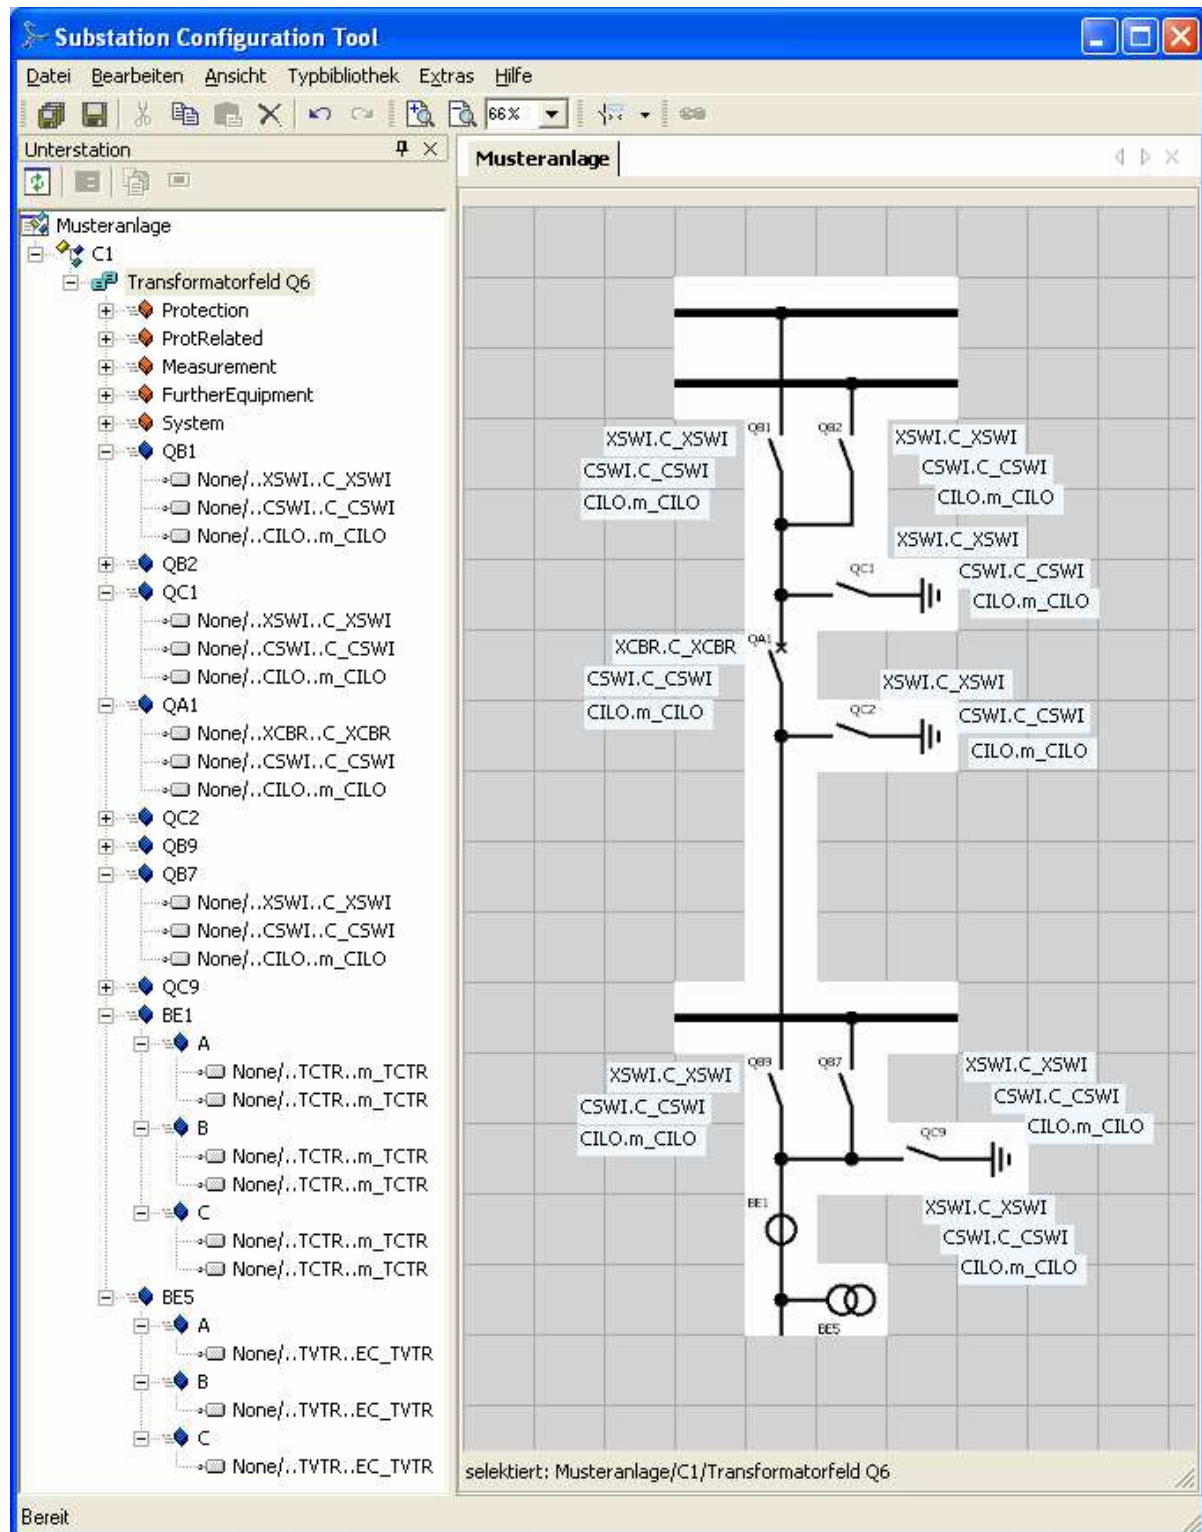 Substation Configuration Tool
Datei Bearbeiten Ansicht Typbibliothek Extras Hilfe
66%
Unterstation
Musteranlage
C1
Transformatorfeld Q6
Protection
ProtRelated
Measurement
FurtherEquipment
System
QB1
None/..XSWI..C_XSWI
None/..CSWI..C_CSWI
None/..CILO..m_CILO
QB2
QC1
None/..XSWI..C_XSWI
None/..CSWI..C_CSWI
None/..CILO..m_CILO
QA1
None/..XCBR..C_XCBR
None/..CSWI..C_CSWI
None/..CILO..m_CILO
QC2
QB9
QB7
None/..XSWI..C_XSWI
None/..CSWI..C_CSWI
None/..CILO..m_CILO
QC9
BE1
A
None/..TCTR..m_TCTR
None/..TCTR..m_TCTR
B
None/..TCTR..m_TCTR
None/..TCTR..m_TCTR
C
None/..TCTR..m_TCTR
None/..TCTR..m_TCTR
BE5
A
None/..TVTR..EC_TVTR
B
None/..TVTR..EC_TVTR
C
None/..TVTR..EC_TVTR
Musteranlage
QB1
XSWI.C_XSWI
CSWI.C_CSWI
CILO.m_CILO
QB2
XSWI.C_XSWI
CSWI.C_CSWI
CILO.m_CILO
XSWI.C_XSWI
QC1
CSWI.C_CSWI
CILO.m_CILO
QA1
XCBR.C_XCBR
CSWI.C_CSWI
CILO.m_CILO
XSWI.C_XSWI
QC2
CSWI.C_CSWI
CILO.m_CILO
QB9
XSWI.C_XSWI
CSWI.C_CSWI
CILO.m_CILO
QB7
XSWI.C_XSWI
CSWI.C_CSWI
CILO.m_CILO
QC9
XSWI.C_XSWI
CSWI.C_CSWI
CILO.m_CILO
BE1
BE5
selektiert: Musteranlage/C1/Transformatorfeld Q6
Bereit